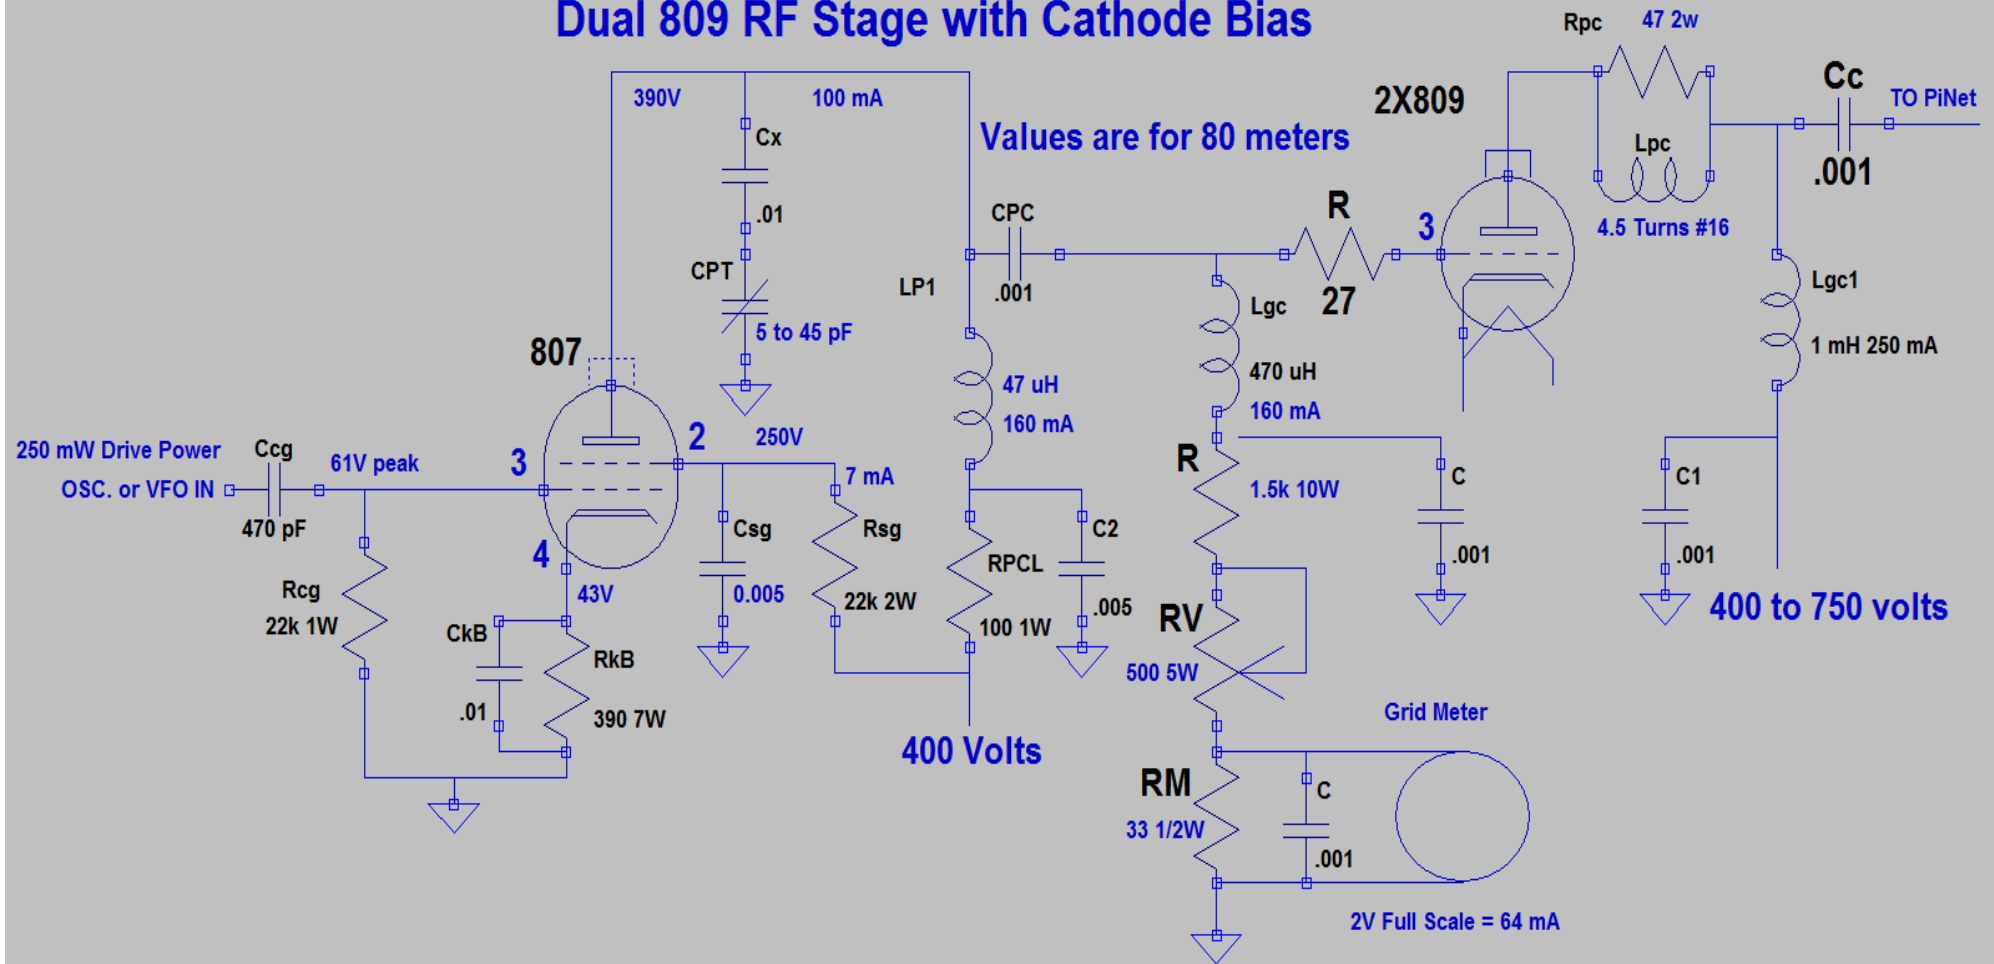 Dual 809 RF Stage with Cathode Bias
Rpc
47 2w
390V
100 mA
2X809
Cc
TO PiNet
Cx
Values are for 80 meters
Lpc
.001
.01
CPC
R
3
4.5 Turns #16
CPT
LP1
.001
27
Lgc
Lgc1
5 to 45 pF
807
1 mH 250 mA
470 uH
47 uH
160 mA
160 mA
250 mW Drive Power
Ccg
61V peak
3
2
250V
OSC. or VFO IN
7 mA
R
1.5k 10W
C
C1
470 pF
Csg
Rsg
RPCL
C2
.001
.001
4
43V
Rcg
22k 1W
0.005
22k 2W
.005
100 1W
RV
400 to 750 volts
CkB
RkB
500 5W
.01
390 7W
Grid Meter
400 Volts
RM
C
33 1/2W
.001
2V Full Scale = 64 mA